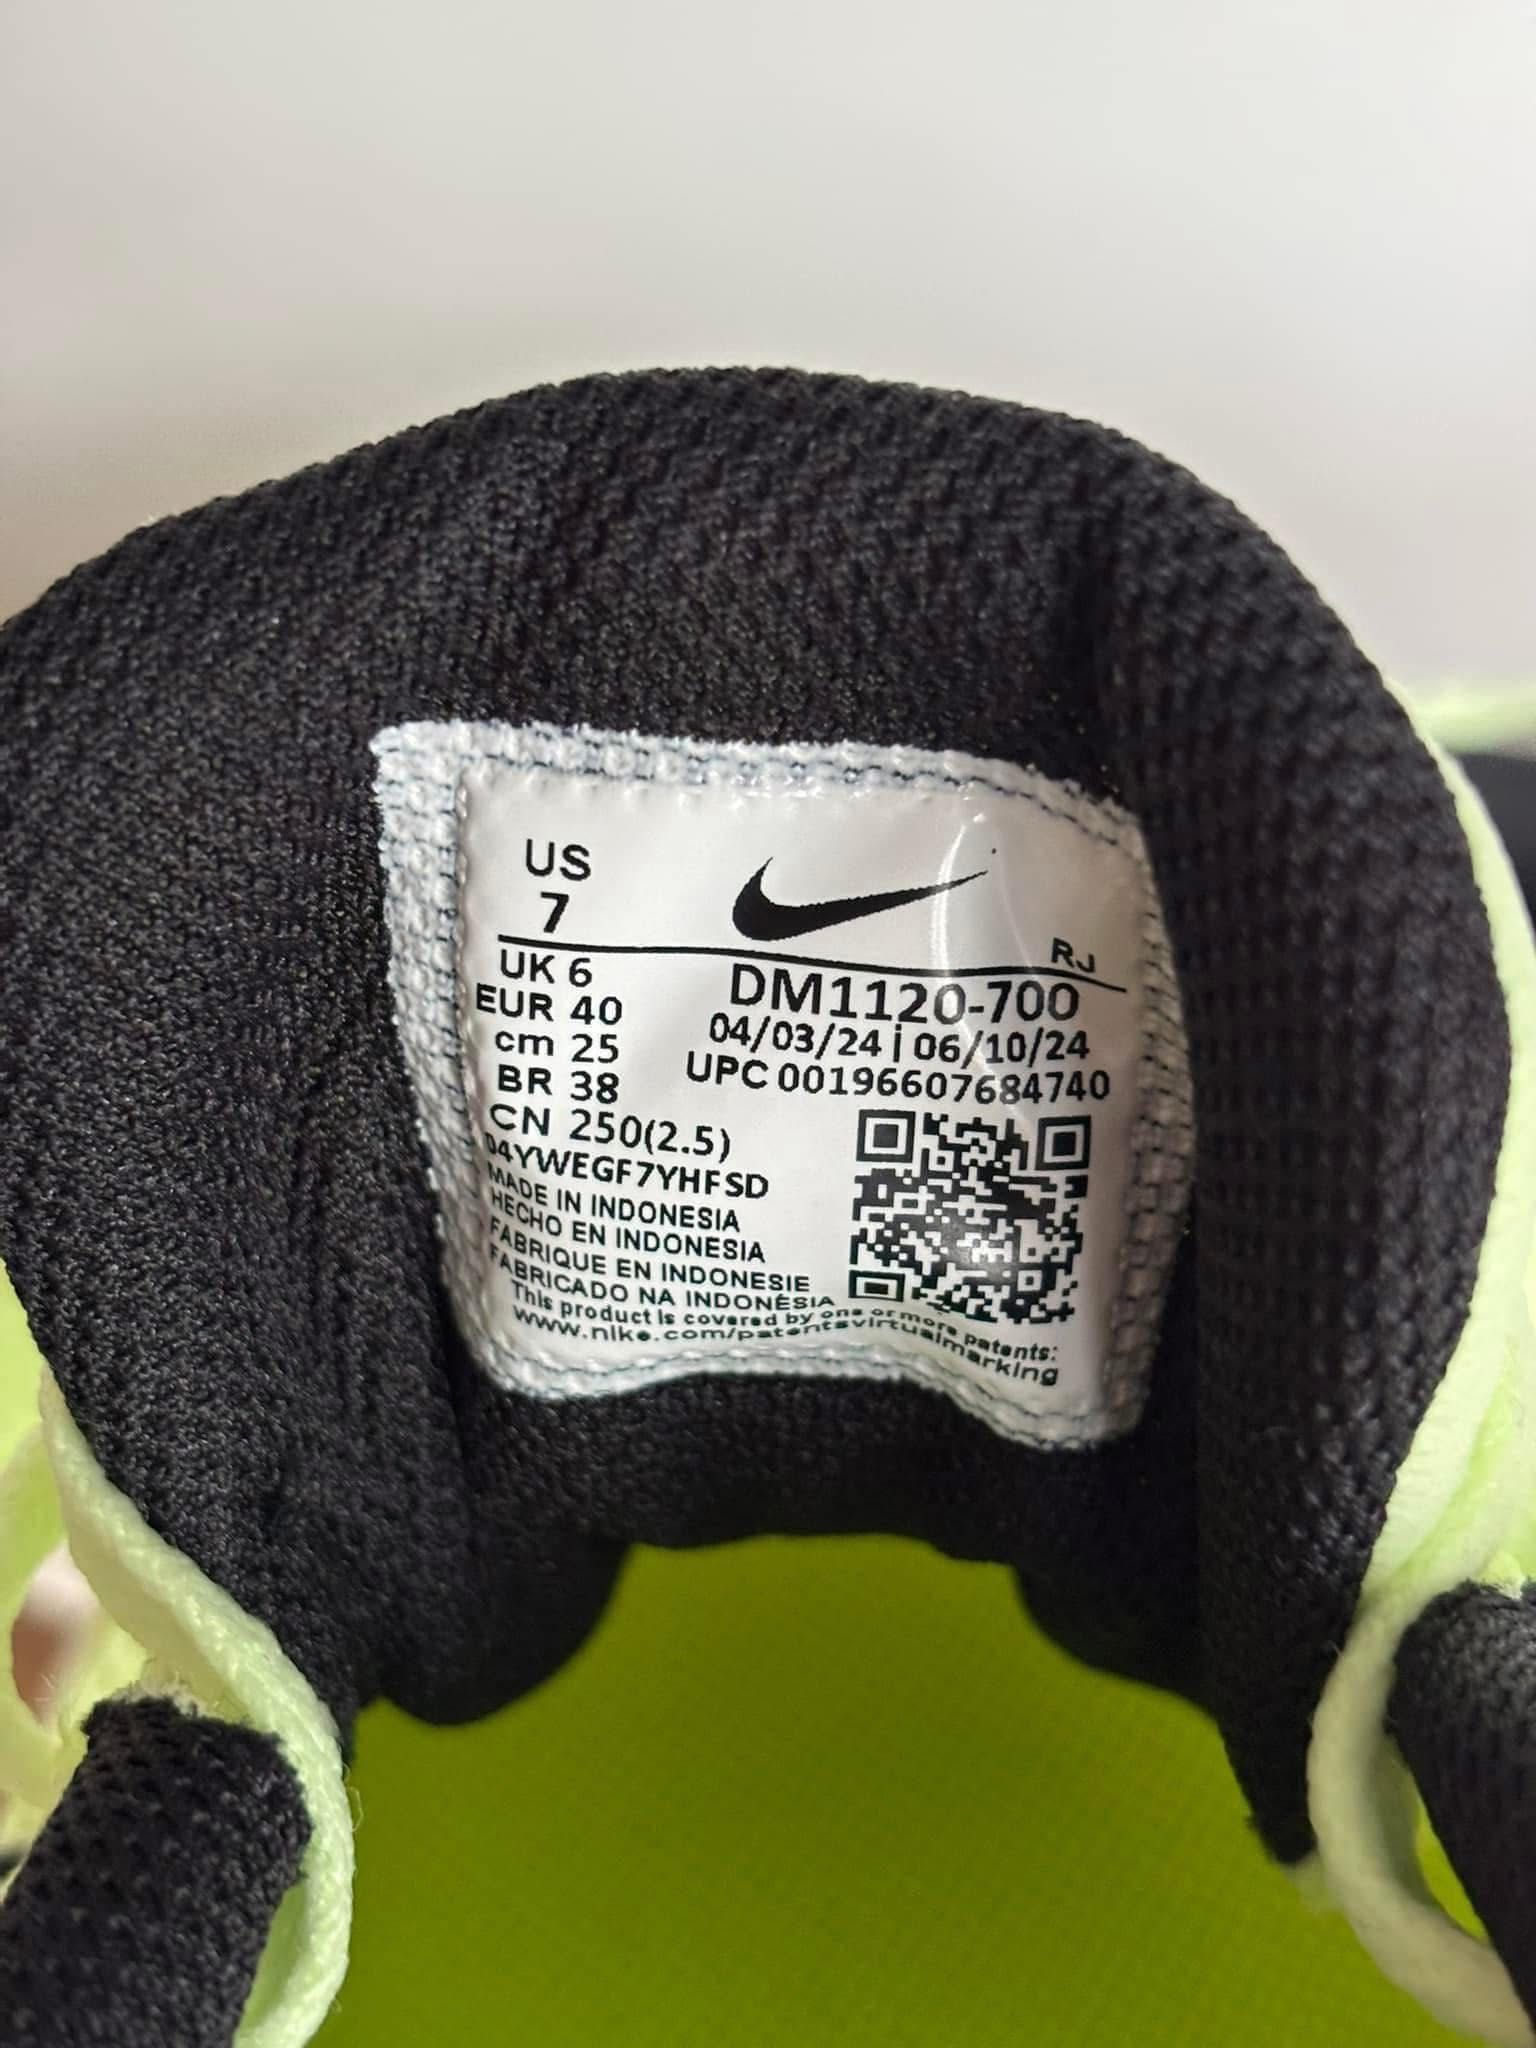 US
7
RJ
UK 6
EUR 40
cm 25
BR 38
CN 250(2.5)
DM1120-700
04/03/24 | 06/10/24
UPC 00196607684740
04YWEGF7YHFSD
MADE IN INDONESIA
HECHO EN INDONESIA
FABRIQUE EN INDONESIE
FABRICADO NA INDONÉSIA
This product is covered by one or more patents:
www.nike.com/patentsvirtualmarking